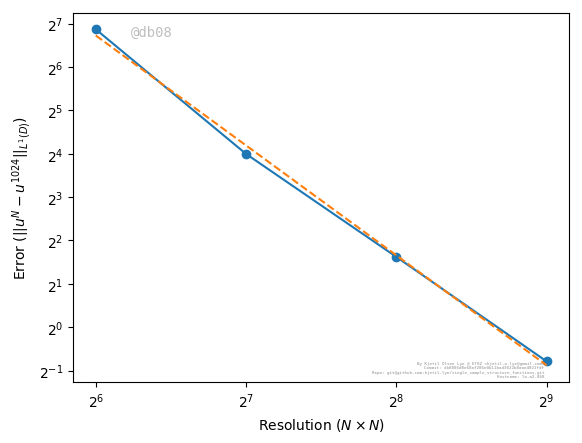 @db08
2^7
2^6
2^5
2^4
2^3
2^2
2^1
2^0
2^{-1}
Error (||u^N − u^{1024}||_{L^1(D)})
2^6 2^7 2^8 2^9
Resolution (N × N)